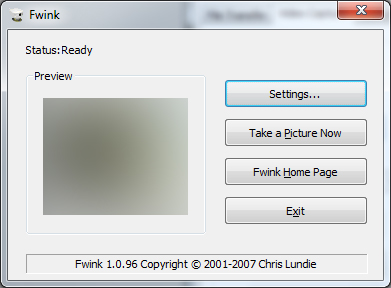 Fwink
Status:Ready
Preview
Settings...
Take a Picture Now
Fwink Home Page
Exit
Fwink 1.0.96 Copyright © 2001-2007 Chris Lundie